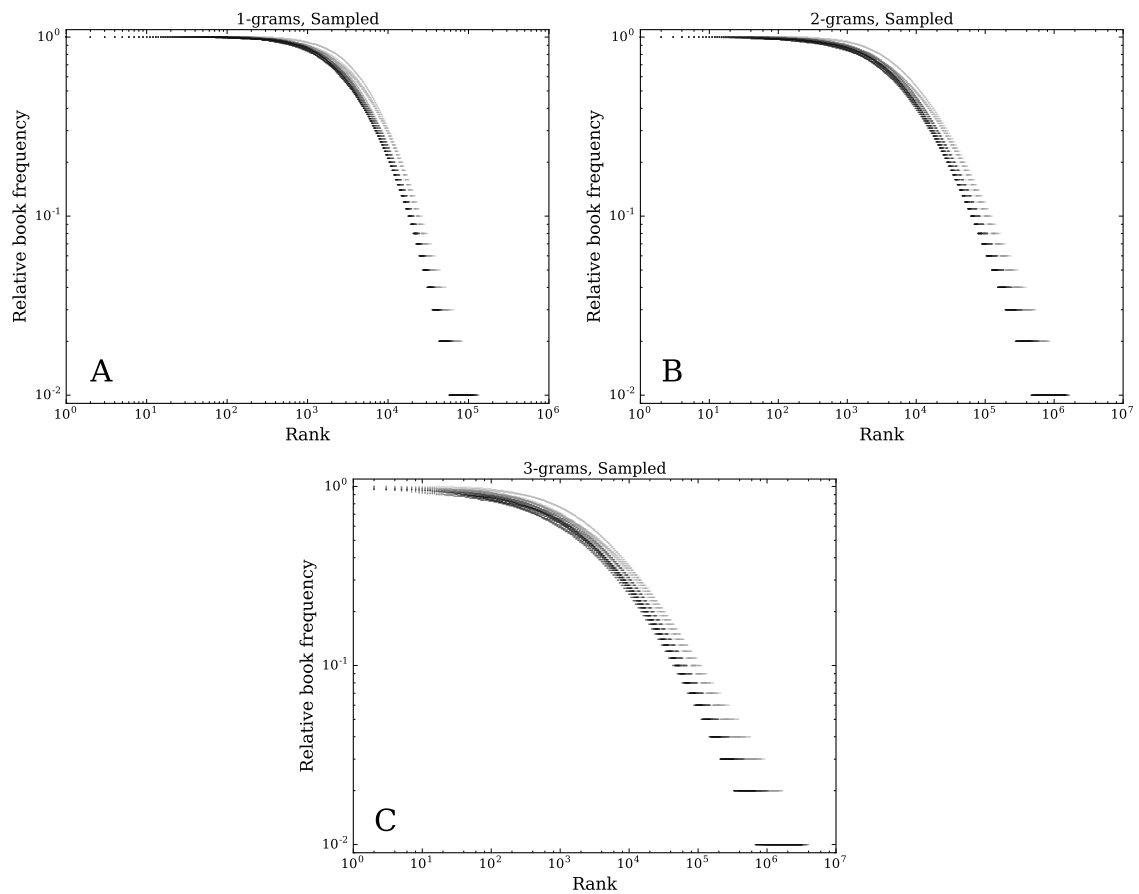 1-grams, Sampled
2-grams, Sampled
Relative book frequency
10^0
10^-1
10^-2
A
10^0 10^1 10^2 10^3 10^4 10^5 10^6
Rank
Relative book frequency
10^0
10^-1
10^-2
B
10^0 10^1 10^2 10^3 10^4 10^5 10^6 10^7
Rank
3-grams, Sampled
Relative book frequency
10^0
10^-1
10^-2
C
10^0 10^1 10^2 10^3 10^4 10^5 10^6 10^7
Rank